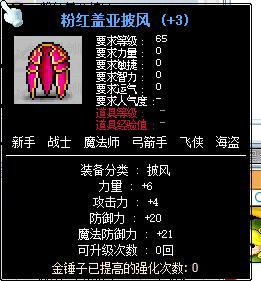 粉红盖亚披风 (+3)
要求等级: 65
要求力量: 0
要求敏捷: -
要求智力: 0
要求运气: -
要求人气度: -
道具等级: -
道具经验值: -
新手 战士 魔法师 弓箭手 飞侠 海盗
装备分类: 披风
力量: +6
攻击力: +4
防御力: +20
魔法防御力: +21
可升级次数: 0回
金锤子已提高的强化次数: 0